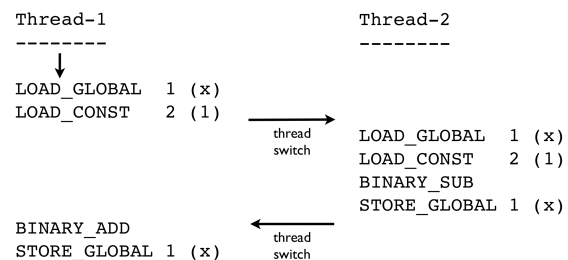 Thread-1
--------
LOAD_GLOBAL 1 (x)
LOAD_CONST 2 (1)
thread
switch
Thread-2
--------
LOAD_GLOBAL 1 (x)
LOAD_CONST 2 (1)
BINARY_SUB
STORE_GLOBAL 1 (x)
thread
switch
BINARY_ADD
STORE_GLOBAL 1 (x)